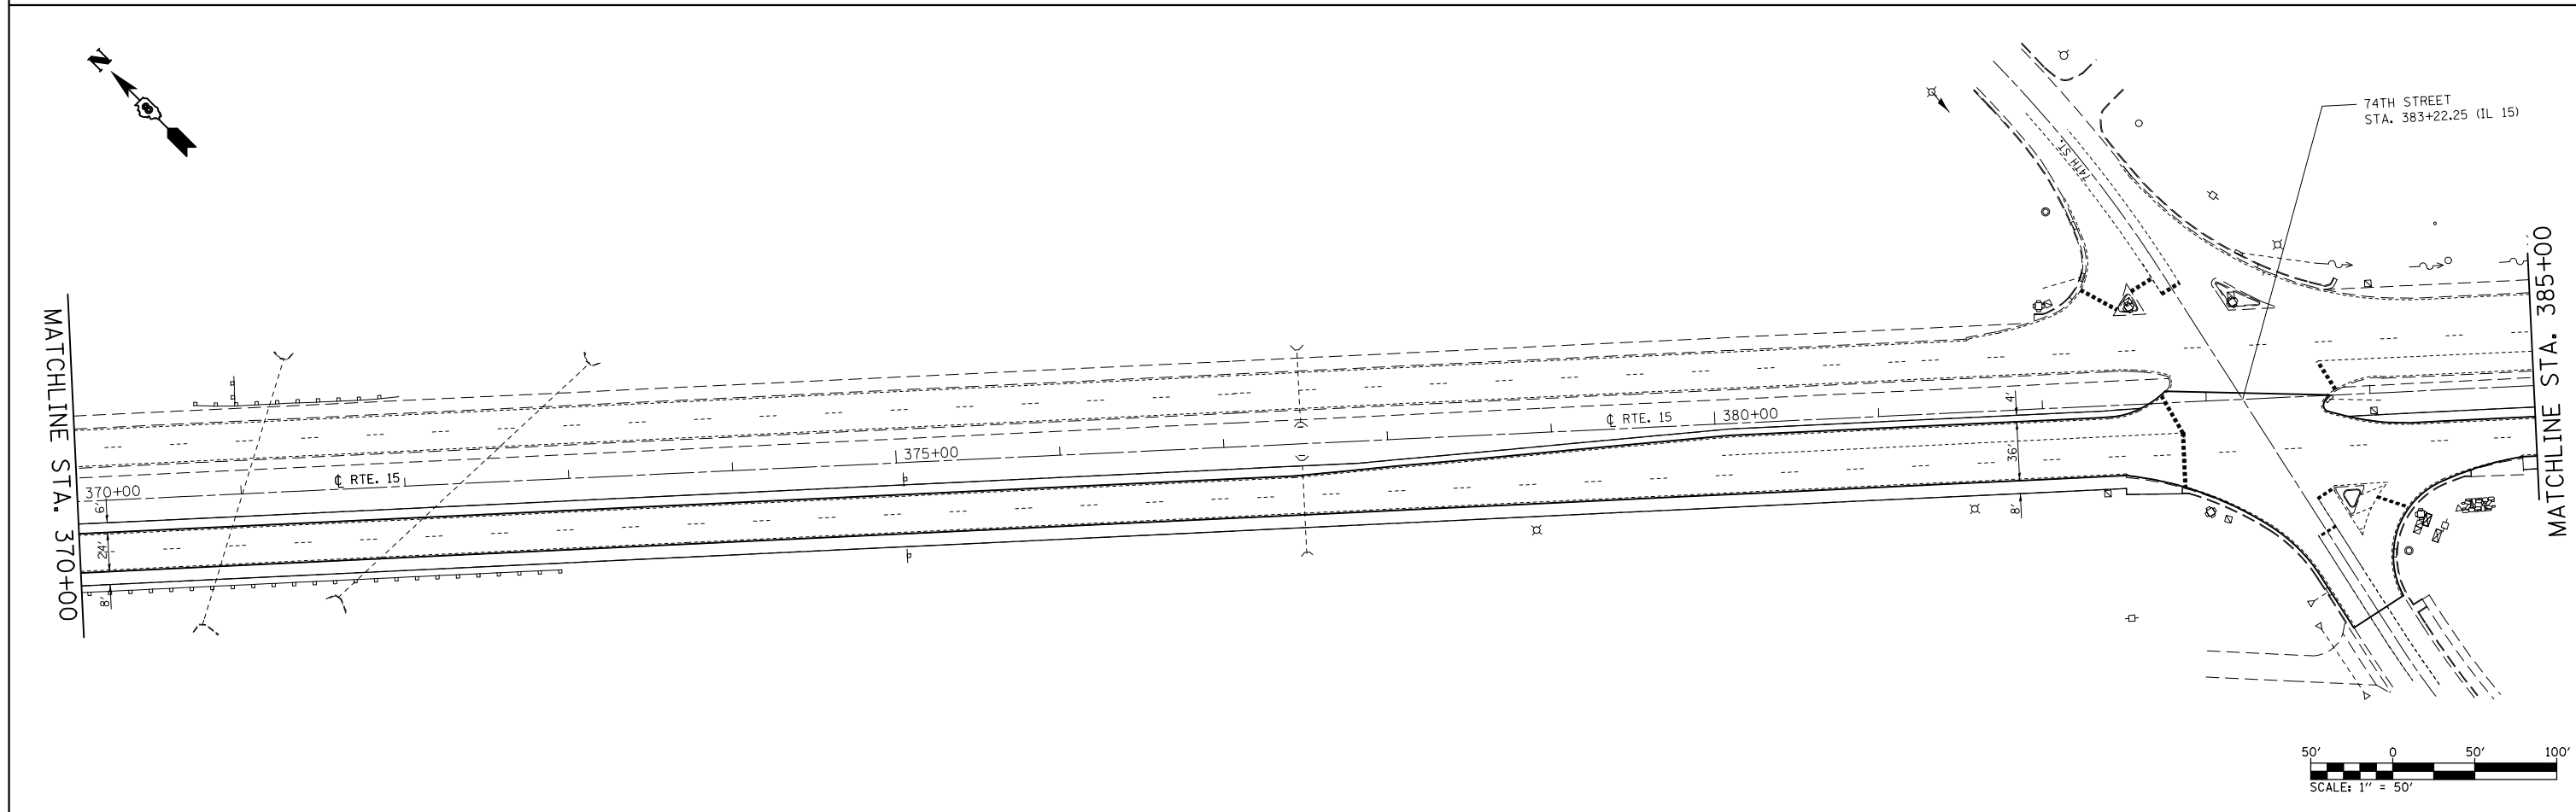 N
74TH STREET
STA. 383+22.25 (IL 15)
74TH ST.
MATCHLINE STA. 370+00
MATCHLINE STA. 385+00
370+00
℄ RTE. 15
375+00
℄ RTE. 15
380+00
6'
24'
8'
4'
36'
8'
50' 0 50' 100'
SCALE: 1" = 50'